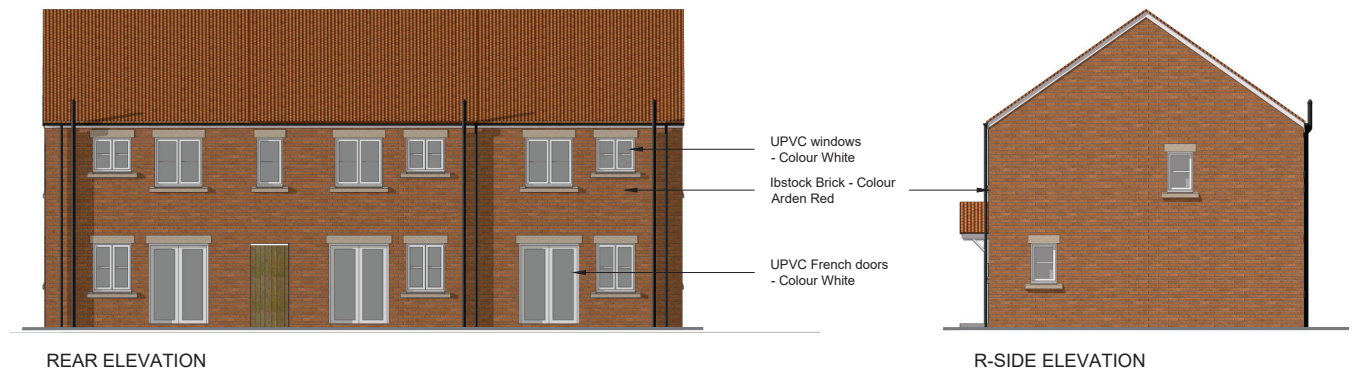 UPVC windows
- Colour White
Ibstock Brick - Colour
Arden Red
UPVC French doors
- Colour White
REAR ELEVATION
R-SIDE ELEVATION